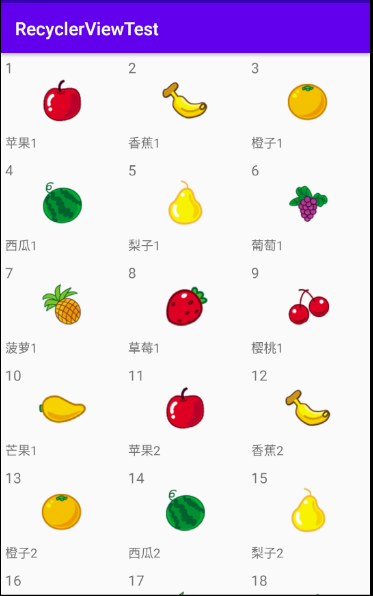 RecyclerViewTest
1 2 3
苹果1 香蕉1 橙子1
4 5 6
西瓜1 梨子1 葡萄1
7 8 9
菠萝1 草莓1 樱桃1
10 11 12
芒果1 苹果2 香蕉2
13 14 15
橙子2 西瓜2 梨子2
16 17 18